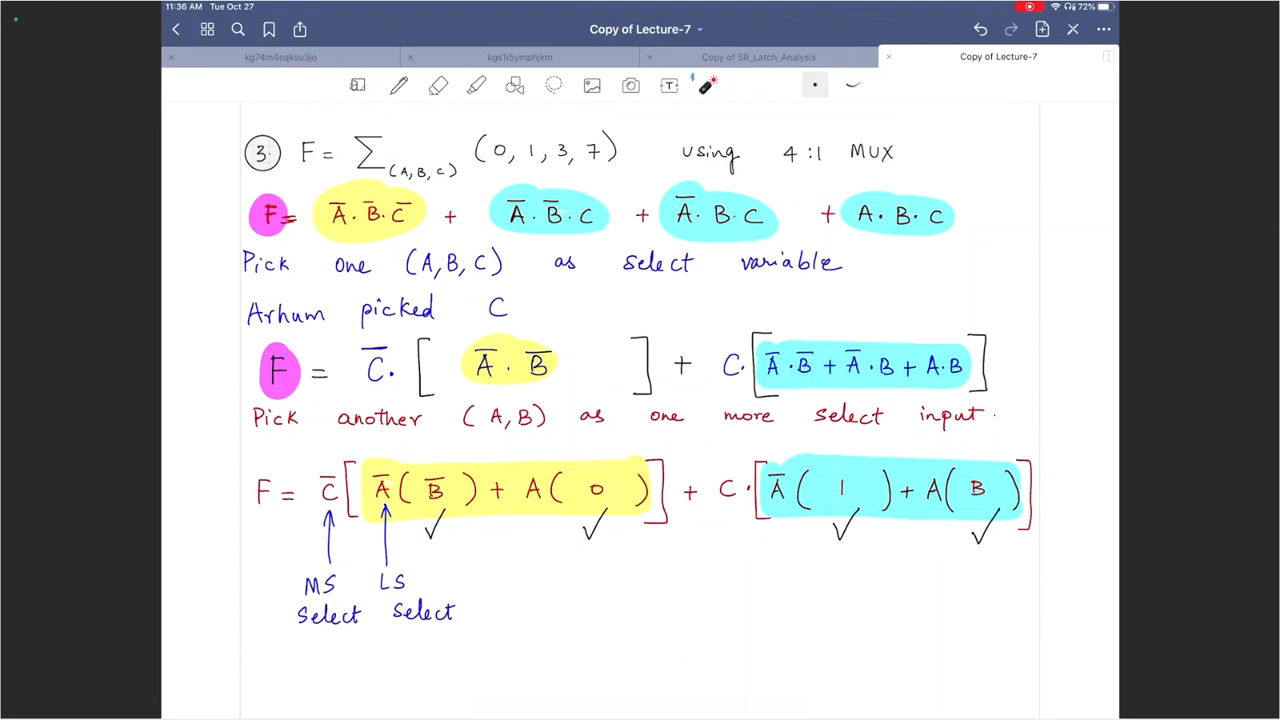 11:36 AM Tue Oct 27 72%
Copy of Lecture-7
kg74m4sqksu3jo kgs1i5ymphjkm Copy of SR_Latch_Analysis Copy of Lecture-7
3. F = ∑(A,B,C) (0, 1, 3, 7) using 4:1 MUX
F = A̅·B̅·C̅ + A̅·B̅·C + A̅·B·C + A·B·C
Pick one (A,B,C) as select variable
Arhum picked C
F = C̅·[ A̅·B̅ ] + C·[A̅·B̅ + A̅·B + A·B]
Pick another (A,B) as one more select input.
F = C̅[A̅(B̅) + A(0)] + C·[A̅(1) + A(B)]
MS LS
Select Select